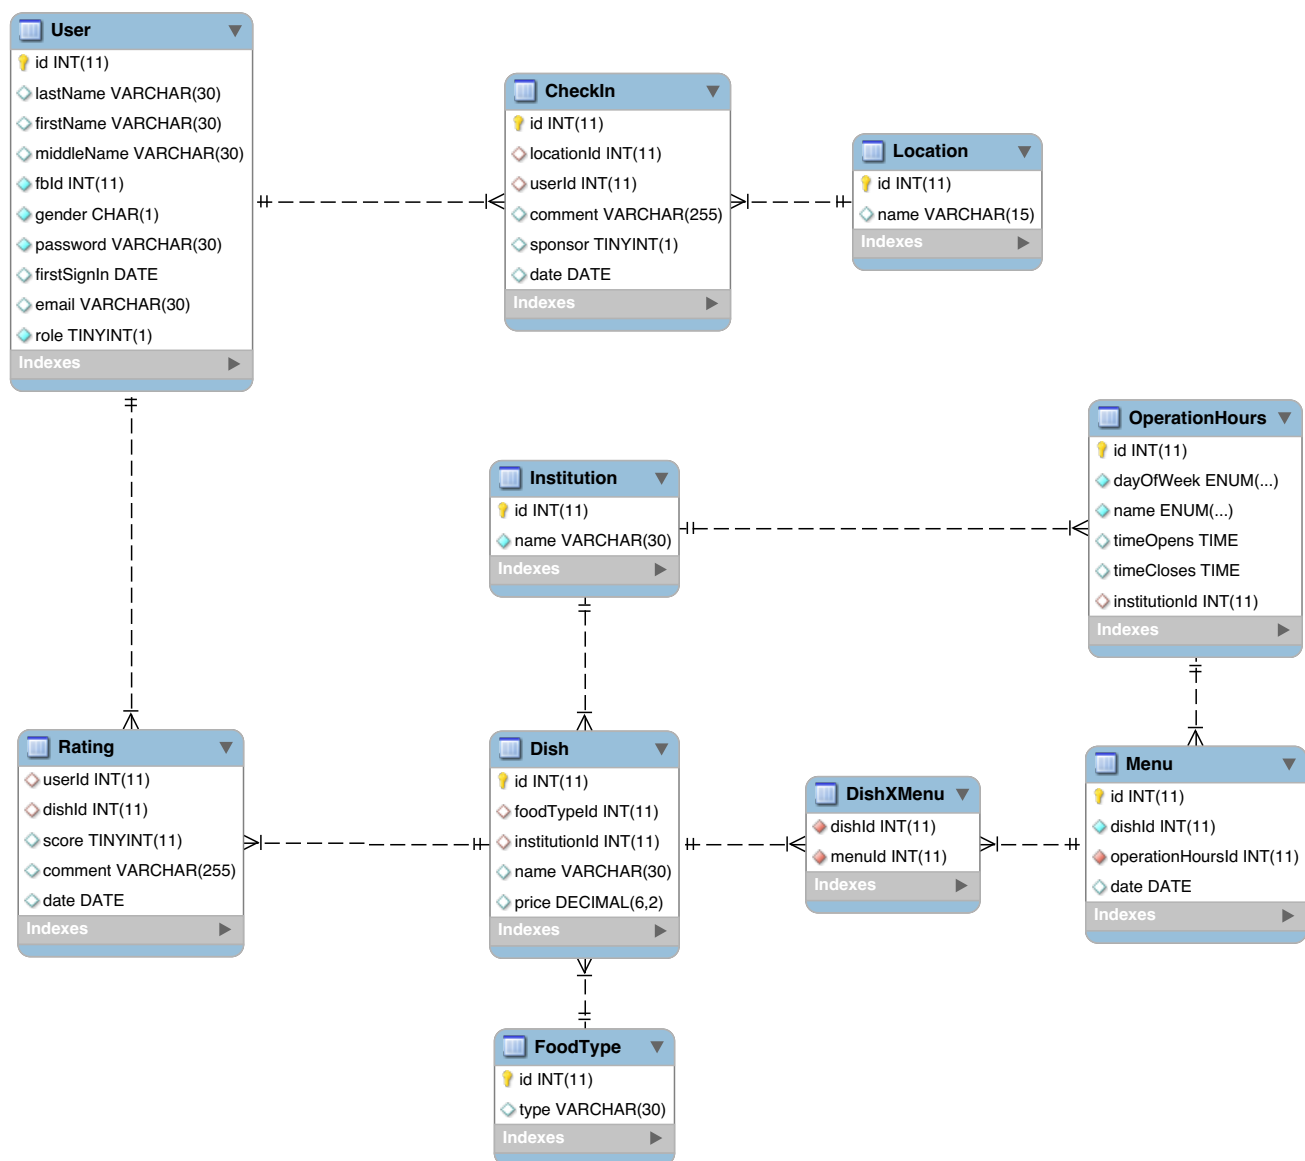 User
id INT(11)
lastName VARCHAR(30)
firstName VARCHAR(30)
middleName VARCHAR(30)
fbId INT(11)
gender CHAR(1)
password VARCHAR(30)
firstSignIn DATE
email VARCHAR(30)
role TINYINT(1)
Indexes
CheckIn
id INT(11)
locationId INT(11)
userId INT(11)
comment VARCHAR(255)
sponsor TINYINT(1)
date DATE
Indexes
Location
id INT(11)
name VARCHAR(15)
Indexes
Institution
id INT(11)
name VARCHAR(30)
Indexes
OperationHours
id INT(11)
dayOfWeek ENUM(...)
name ENUM(...)
timeOpens TIME
timeCloses TIME
institutionId INT(11)
Indexes
Rating
userId INT(11)
dishId INT(11)
score TINYINT(11)
comment VARCHAR(255)
date DATE
Indexes
Dish
id INT(11)
foodTypeId INT(11)
institutionId INT(11)
name VARCHAR(30)
price DECIMAL(6,2)
Indexes
DishXMenu
dishId INT(11)
menuId INT(11)
Indexes
Menu
id INT(11)
dishId INT(11)
operationHoursId INT(11)
date DATE
Indexes
FoodType
id INT(11)
type VARCHAR(30)
Indexes